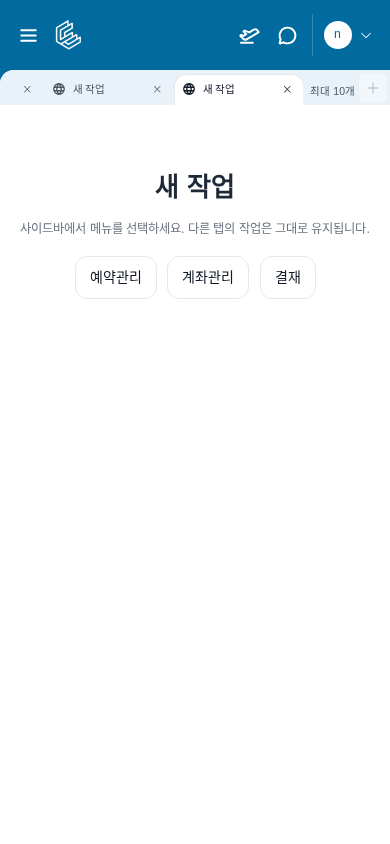 n
새 작업
새 작업
최대 10개
새 작업
사이드바에서 메뉴를 선택하세요. 다른 탭의 작업은 그대로 유지됩니다.
예약관리
계좌관리
결재